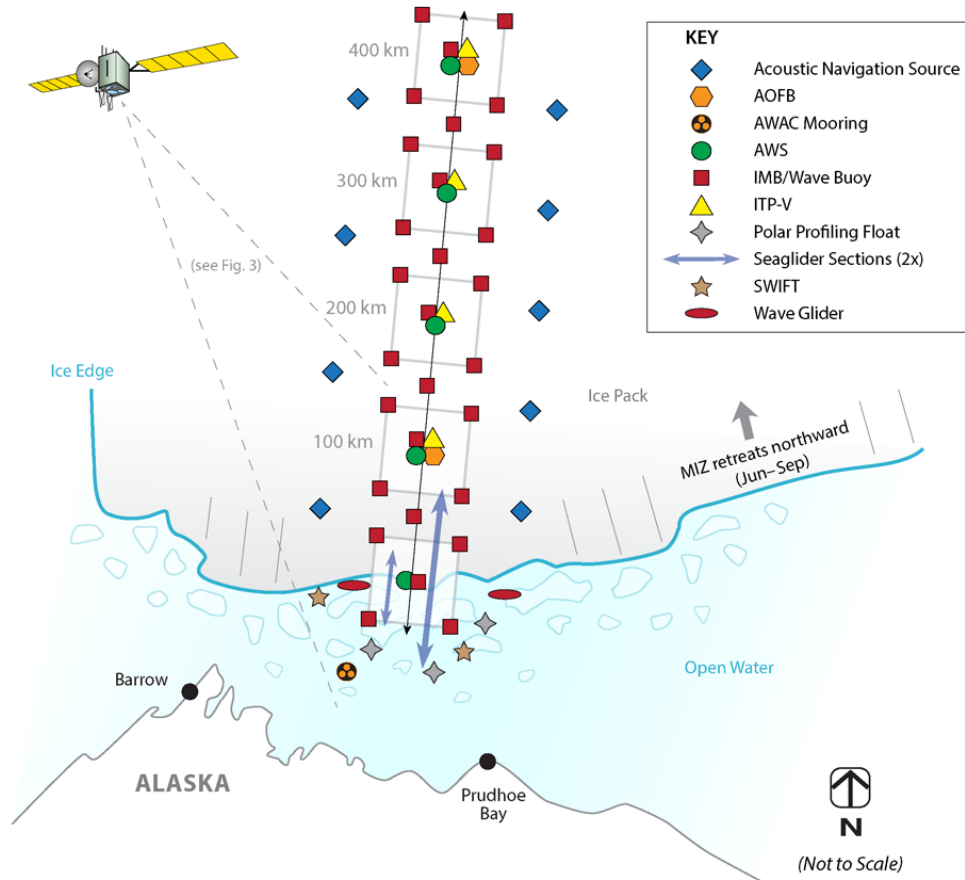 400 km
300 km
(see Fig. 3)
200 km
Ice Edge
Ice Pack
100 km
MIZ retreats northward
(Jun–Sep)
Open Water
Barrow
ALASKA
Prudhoe
Bay
N
(Not to Scale)
KEY
Acoustic Navigation Source
AOFB
AWAC Mooring
AWS
IMB/Wave Buoy
ITP-V
Polar Profiling Float
Seaglider Sections (2x)
SWIFT
Wave Glider